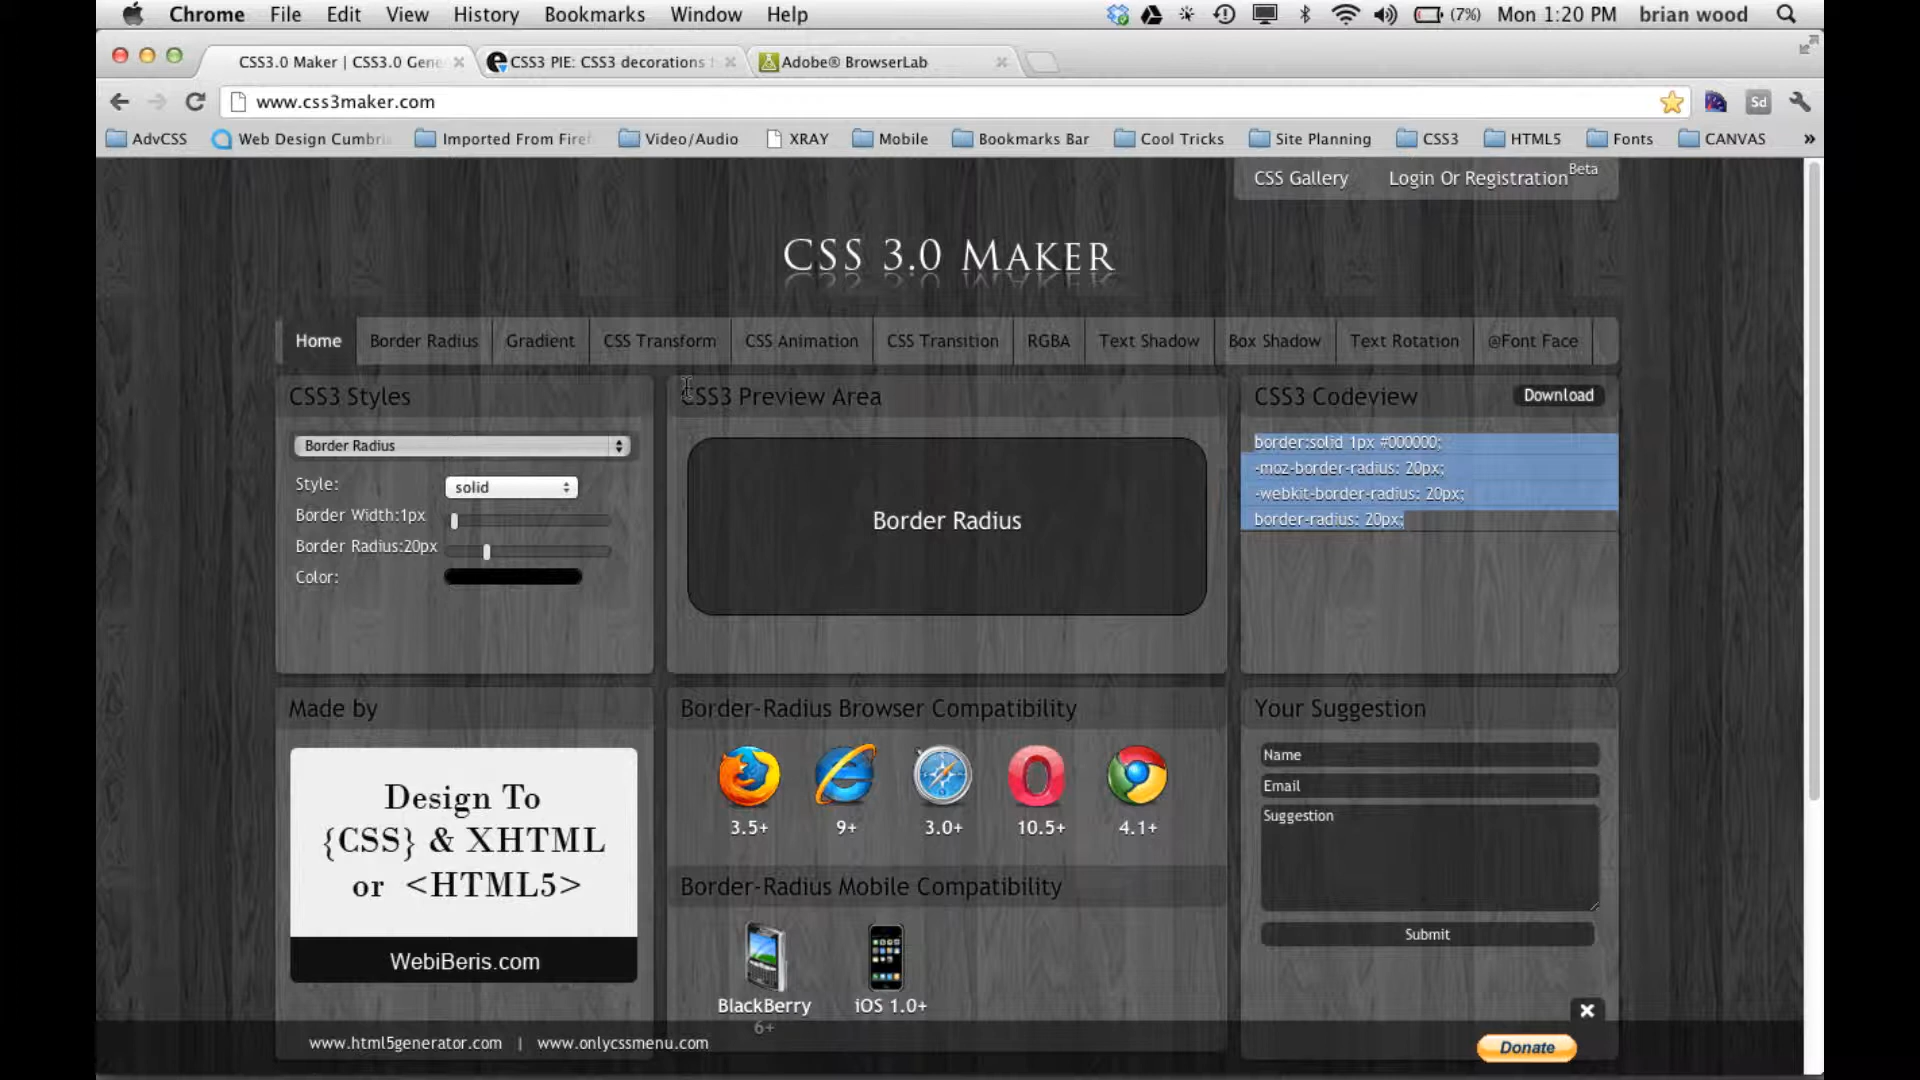 Chrome File Edit View History Bookmarks Window Help (7%) Mon 1:20 PM brian wood
CSS3.0 Maker | CSS3.0 Gene CSS3 PIE: CSS3 decorations f Adobe® BrowserLab
www.css3maker.com Sd
AdvCSS Web Design Cumbri Imported From Firef Video/Audio XRAY Mobile Bookmarks Bar Cool Tricks Site Planning CSS3 HTML5 Fonts CANVAS »
CSS Gallery Login Or Registration Beta
CSS 3.0 Maker
Home Border Radius Gradient CSS Transform CSS Animation CSS Transition RGBA Text Shadow Box Shadow Text Rotation @Font Face
CSS3 Styles
Border Radius
Style: solid
Border Width:1px
Border Radius:20px
Color:
CSS3 Preview Area
Border Radius
CSS3 Codeview Download
border:solid 1px #000000;
-moz-border-radius: 20px;
-webkit-border-radius: 20px;
border-radius: 20px;
Made by
Design To
{CSS} & XHTML
or <HTML5>
WebiBeris.com
Border-Radius Browser Compatibility
3.5+ 9+ 3.0+ 10.5+ 4.1+
Border-Radius Mobile Compatibility
BlackBerry iOS 1.0+
6+
Your Suggestion
Name
Email
Suggestion
Submit
www.html5generator.com | www.onlycssmenu.com
Donate